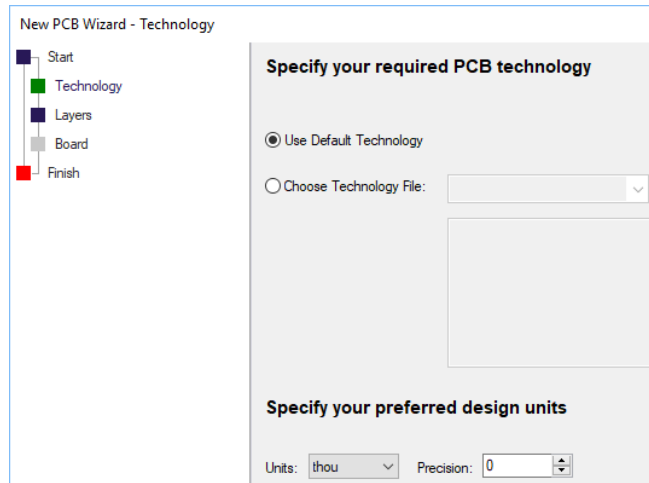 New PCB Wizard - Technology
Start
Technology
Layers
Board
Finish
Specify your required PCB technology
Use Default Technology
Choose Technology File:
Specify your preferred design units
Units: thou Precision: 0